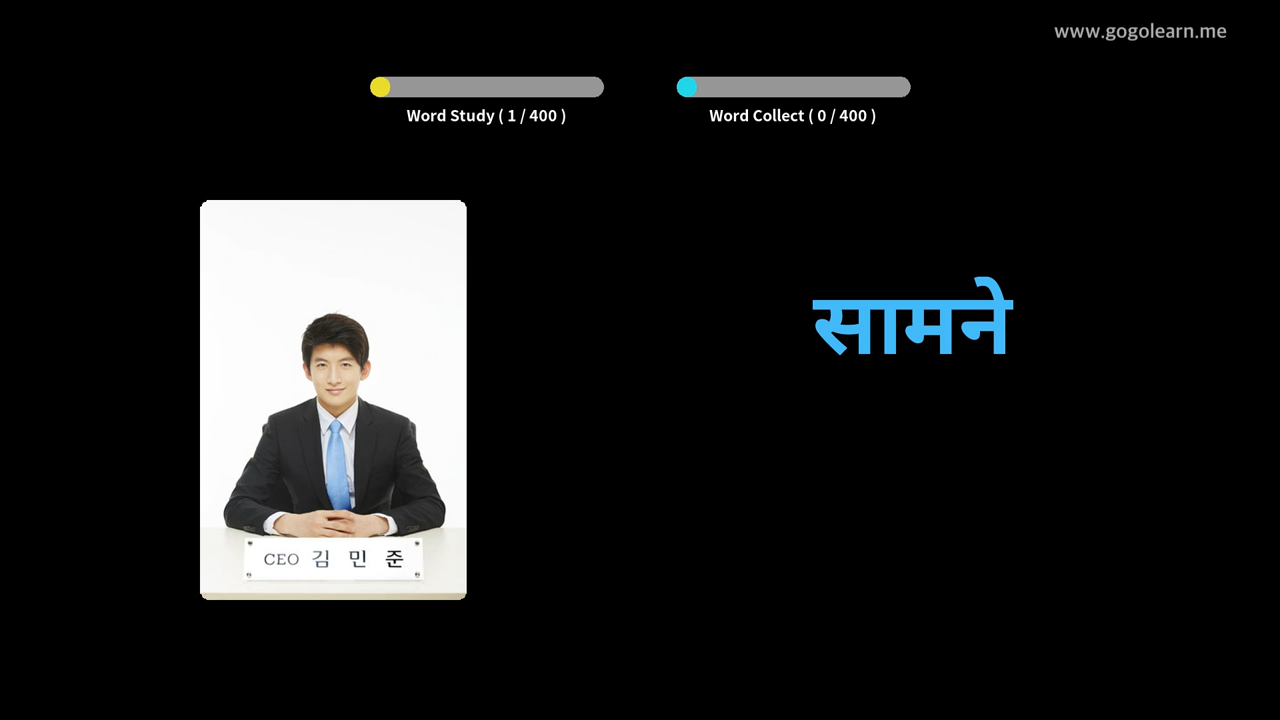 www.gogolearn.me
Word Study ( 1 / 400 )
Word Collect ( 0 / 400 )
सामने
CEO 김 민 준